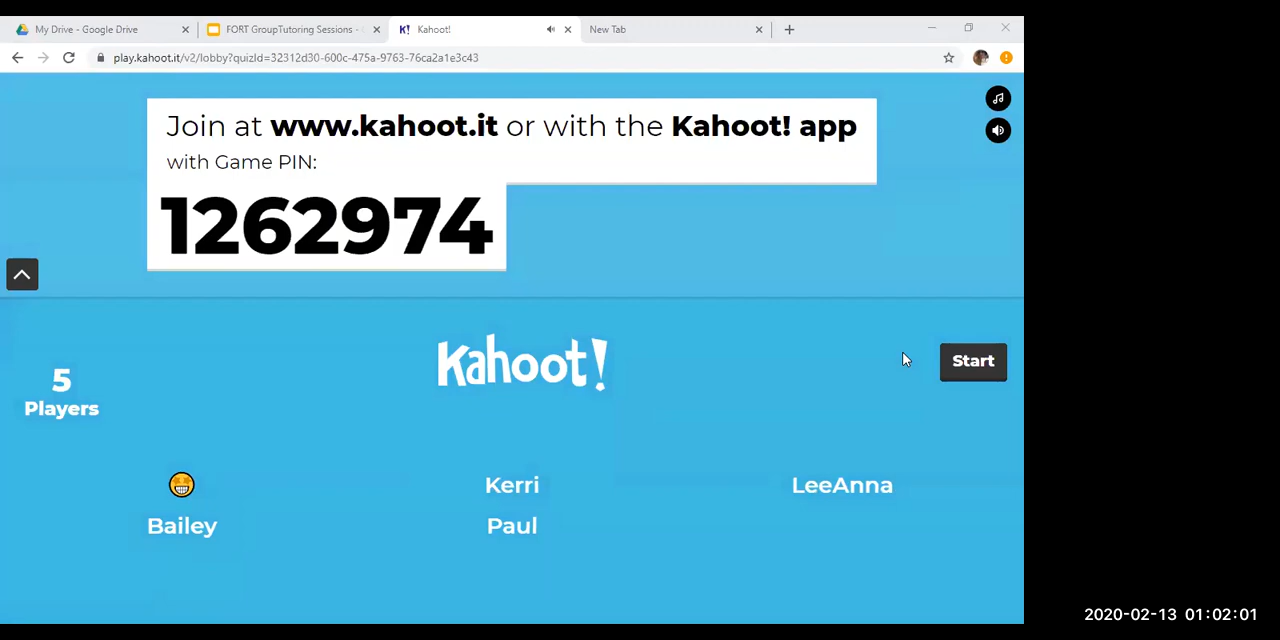 My Drive - Google Drive
FORT GroupTutoring Sessions -
K! Kahoot!
New Tab
play.kahoot.it/v2/lobby?quizId=32312d30-600c-475a-9763-76ca2a1e3c43
Join at www.kahoot.it or with the Kahoot! app
with Game PIN:
1262974
Kahoot!
Start
5
Players
Kerri
LeeAnna
Bailey
Paul
2020-02-13 01:02:01